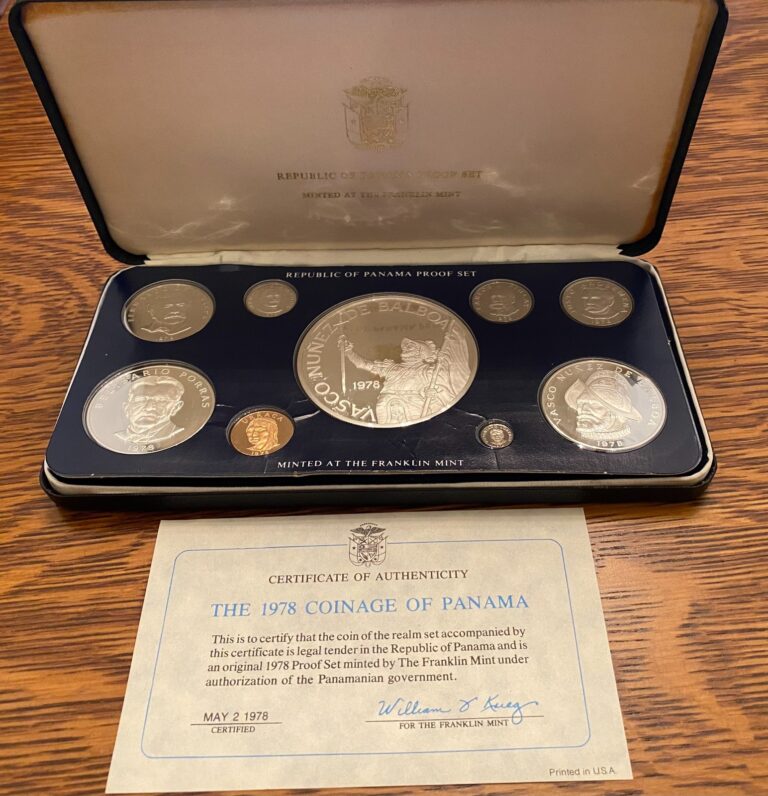 REPUBLIC OF PANAMA PROOF SET
MINTED AT THE FRANKLIN MINT
REPUBLIC OF PANAMA PROOF SET
VASCO NUÑEZ DE BALBOA
1978
BELISARIO PORRAS
1978
URRACA
1978
VASCO NUÑEZ DE BALBOA
1978
MINTED AT THE FRANKLIN MINT
CERTIFICATE OF AUTHENTICITY
THE 1978 COINAGE OF PANAMA
This is to certify that the coin of the realm set accompanied by
this certificate is legal tender in the Republic of Panama and is
an original 1978 Proof Set minted by The Franklin Mint under
authorization of the Panamanian government.
MAY 2 1978
CERTIFIED
William J Krieg
FOR THE FRANKLIN MINT
Printed in U.S.A.